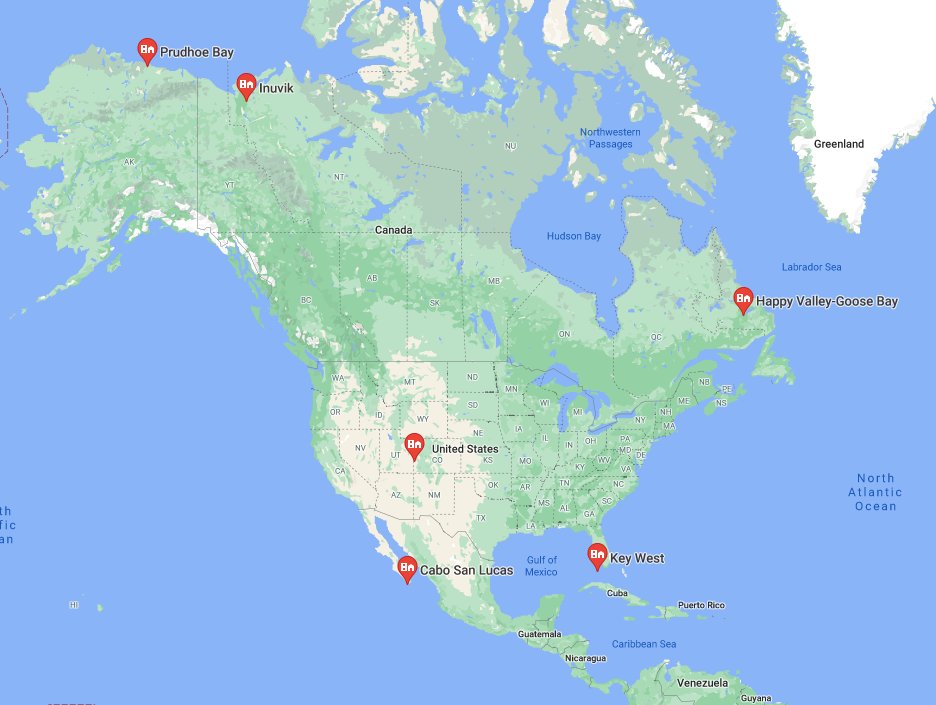 Prudhoe Bay
Inuvik
Greenland
Northwestern
Passages
NU
AK
YT
NT
Canada
Hudson Bay
Labrador Sea
AB
MB
BC
SK
Happy Valley-Goose Bay
ON
QC
WA
MT
ND
MN
NB
PE
NS
ME
OR
ID
WY
SD
WI
MI
NH
NY
MA
NE
IA
NV
UT
United States
CO
KS
IL
IN
OH
PA
MD
DE
MO
KY
WV
VA
CA
AZ
NM
OK
AR
TN
NC
MS
AL
SC
GA
TX
LA
North
Atlantic
Ocean
th
fic
an
Gulf of
Mexico
Key West
Cabo San Lucas
Cuba
HI
Puerto Rico
Guatemala
Caribbean Sea
Nicaragua
Venezuela
Guyana